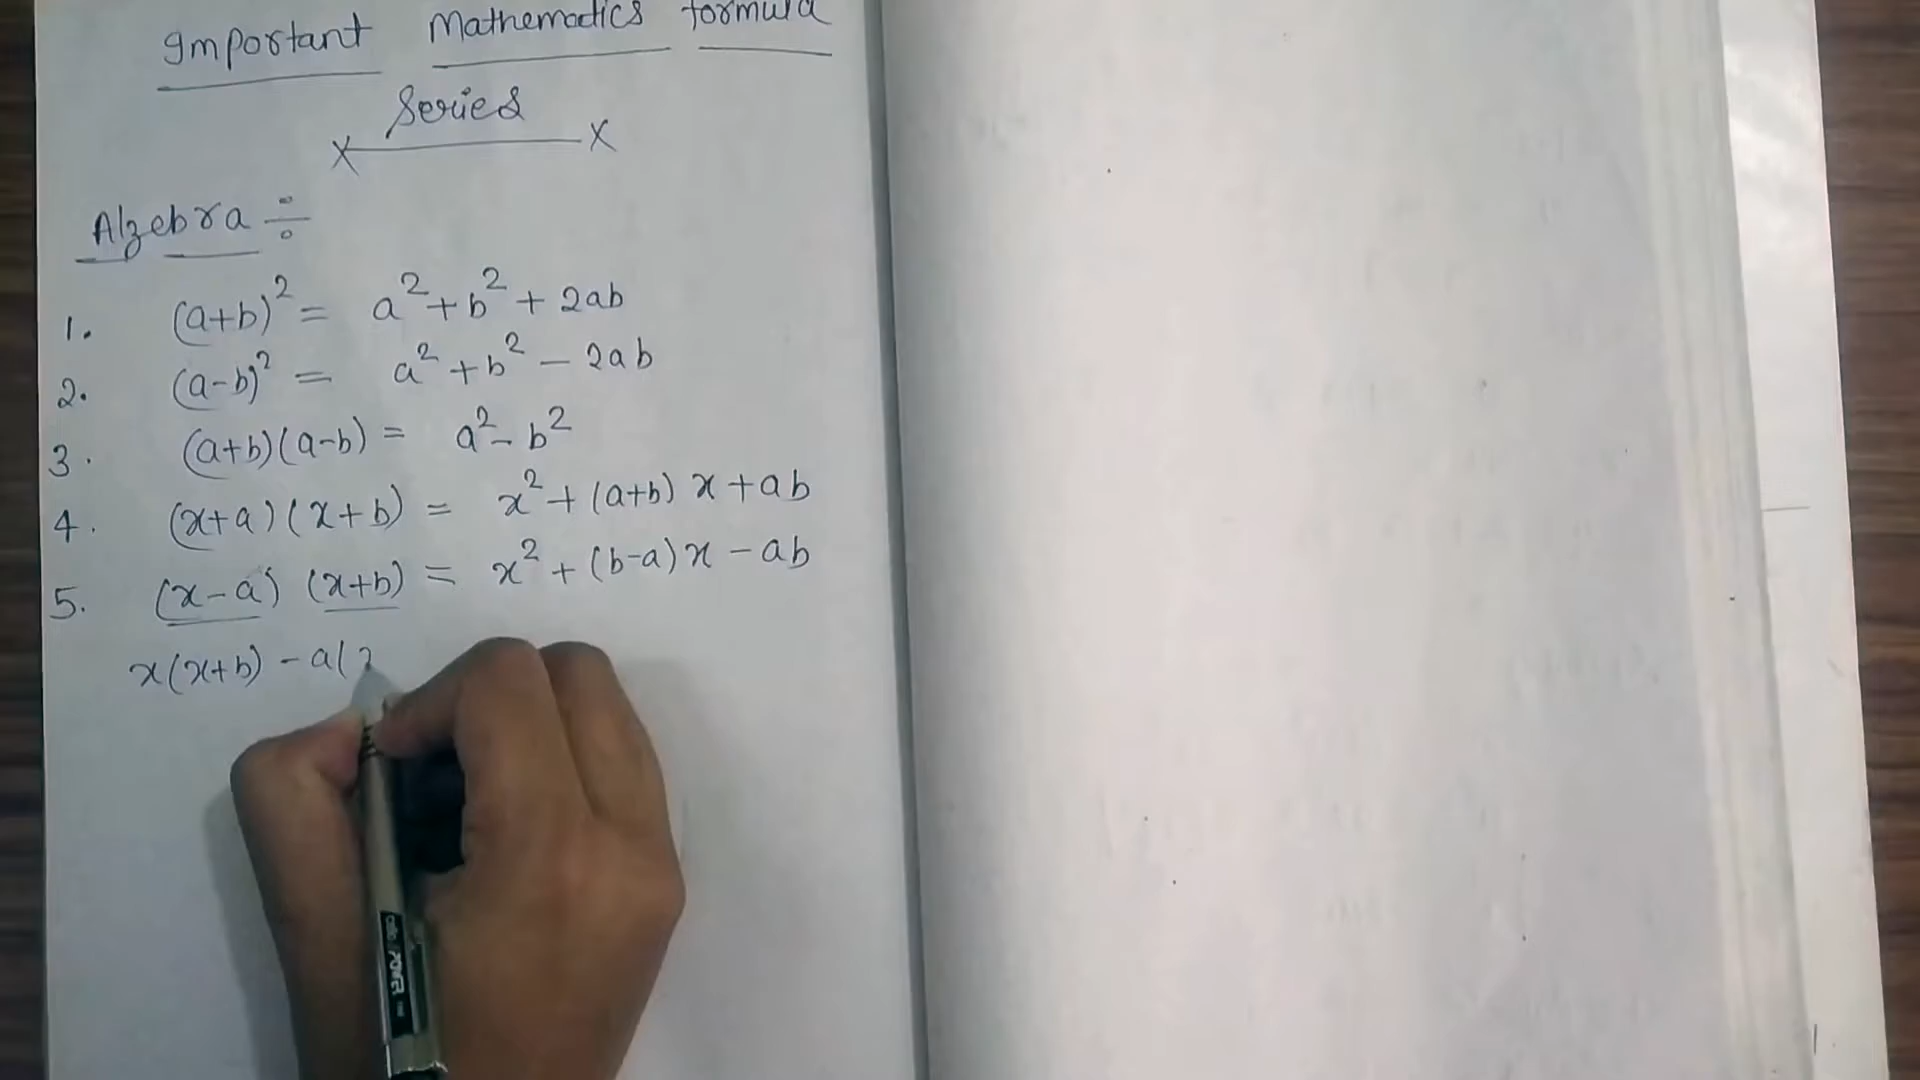 Important Mathematics formula
Series
x x
Algebra ÷
1. (a+b)² = a² + b² + 2ab
2. (a-b)² = a² + b² - 2ab
3. (a+b)(a-b) = a² - b²
4. (x+a)(x+b) = x² + (a+b) x + ab
5. (x-a) (x+b) = x² + (b-a)x - ab
x(x+b) - a(